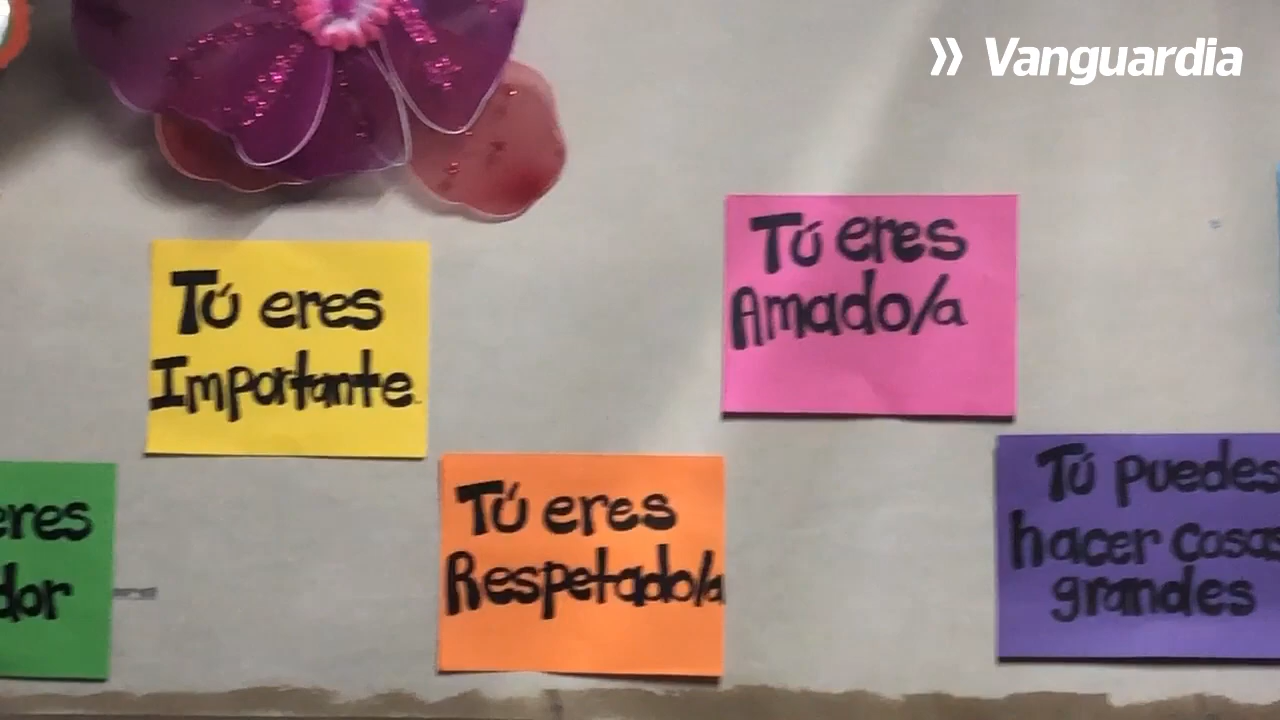 Vanguardia
Tú eres
Importante
Tú eres
Amado/a
eres
dor
Tú eres
Respetado/a
Tú puedes
hacer cosas
grandes